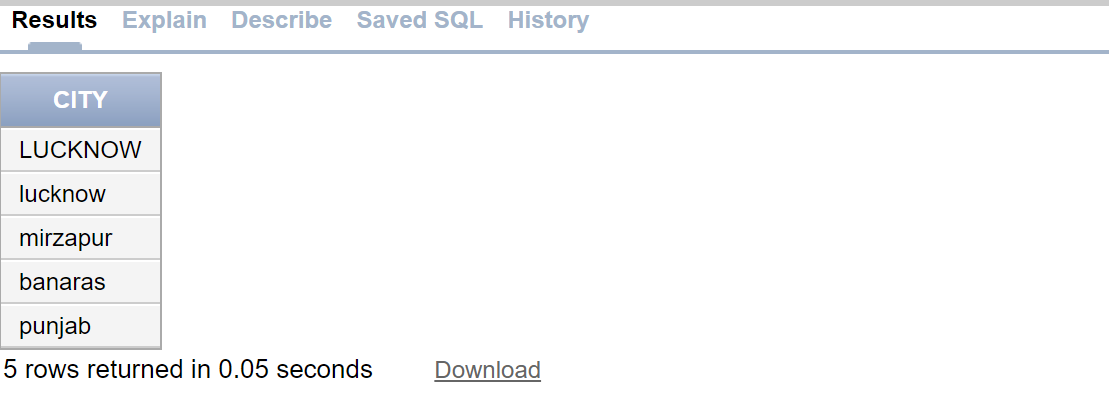 Results Explain Describe Saved SQL History
CITY
LUCKNOW
lucknow
mirzapur
banaras
punjab
5 rows returned in 0.05 seconds Download